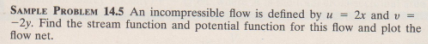 SAMPLE PROBLEM 14.5 An incompressible flow is defined by u = 2x and v =
-2y. Find the stream function and potential function for this flow and plot the
flow net.